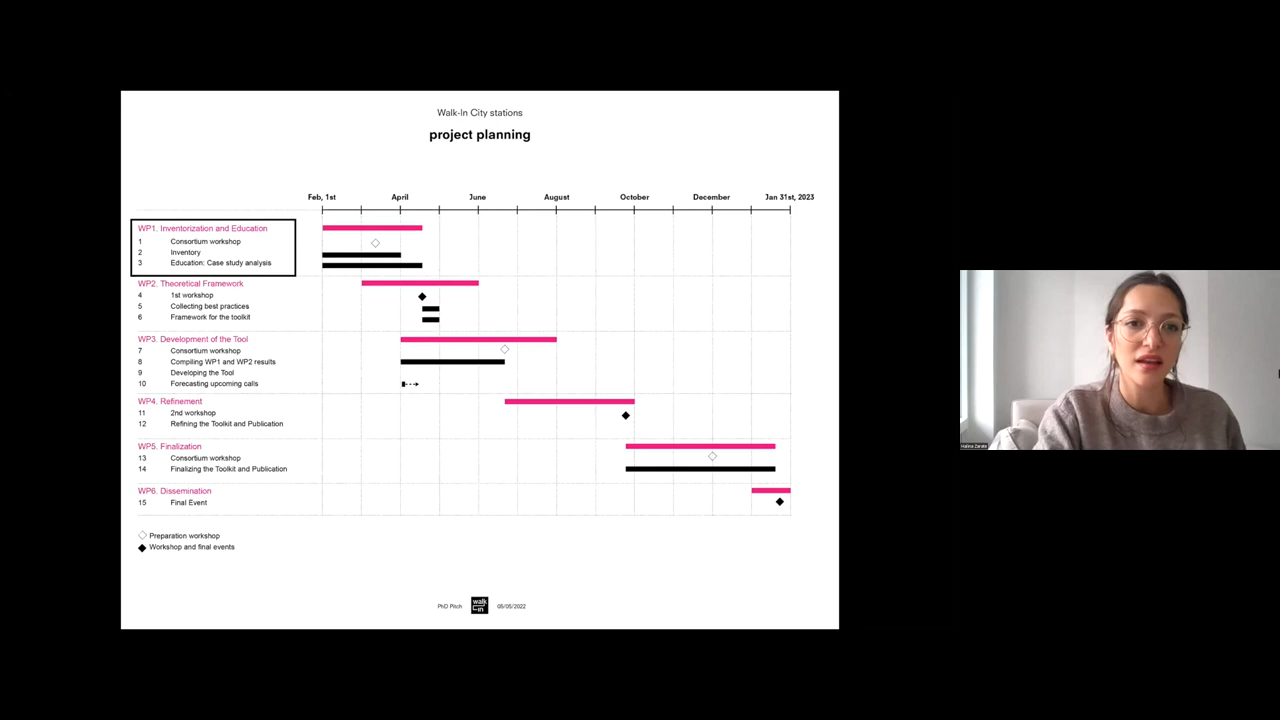 Walk-In City stations
project planning
Feb, 1st April June August October December Jan 31st, 2023
WP1. Inventorization and Education
1 Consortium workshop
2 Inventory
3 Education: Case study analysis
WP2. Theoretical Framework
4 1st workshop
5 Collecting best practices
6 Framework for the toolkit
WP3. Development of the Tool
7 Consortium workshop
8 Compiling WP1 and WP2 results
9 Developing the Tool
10 Forecasting upcoming calls
WP4. Refinement
11 2nd workshop
12 Refining the Toolkit and Publication
WP5. Finalization
13 Consortium workshop
14 Finalizing the Toolkit and Publication
WP6. Dissemination
15 Final Event
Preparation workshop
Workshop and final events
PhD Pitch walk in 05/05/2022
Halina Zarate